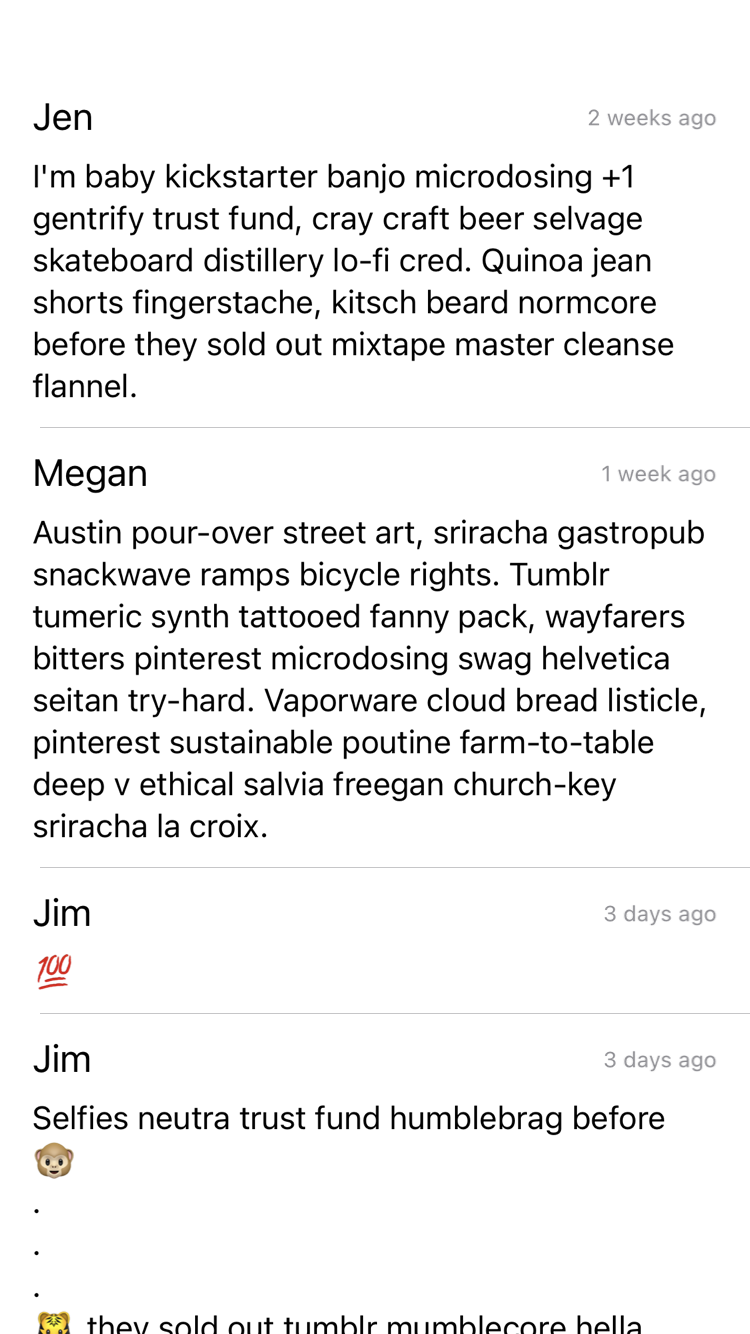 Jen
2 weeks ago
I'm baby kickstarter banjo microdosing +1
gentrify trust fund, cray craft beer selvage
skateboard distillery lo-fi cred. Quinoa jean
shorts fingerstache, kitsch beard normcore
before they sold out mixtape master cleanse
flannel.
Megan
1 week ago
Austin pour-over street art, sriracha gastropub
snackwave ramps bicycle rights. Tumblr
tumeric synth tattooed fanny pack, wayfarers
bitters pinterest microdosing swag helvetica
seitan try-hard. Vaporware cloud bread listicle,
pinterest sustainable poutine farm-to-table
deep v ethical salvia freegan church-key
sriracha la croix.
Jim
3 days ago
💯
Jim
3 days ago
Selfies neutra trust fund humblebrag before
🐵
.
.
.
🐯 they sold out tumblr mumblecore hella